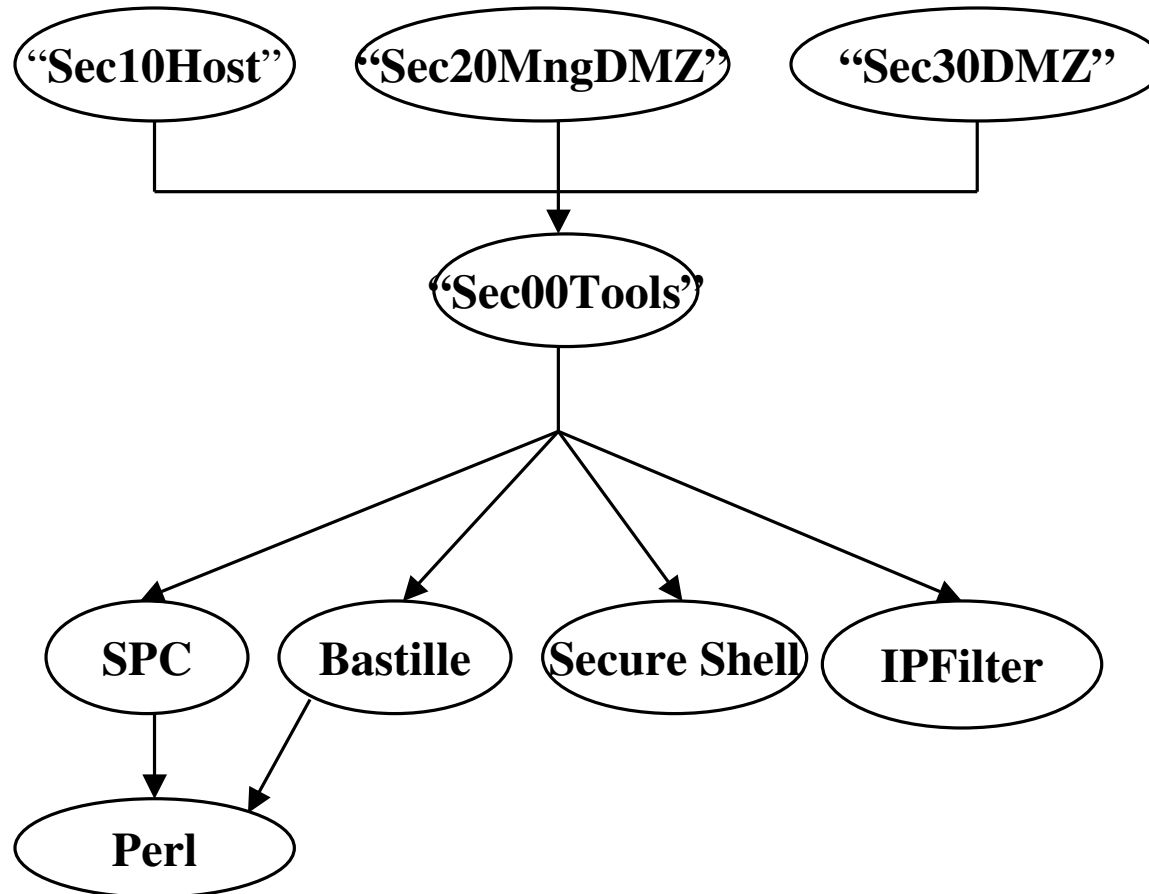 “Sec10Host”
“Sec20MngDMZ”
“Sec30DMZ”
“Sec00Tools”
SPC
Bastille
Secure Shell
IPFilter
Perl